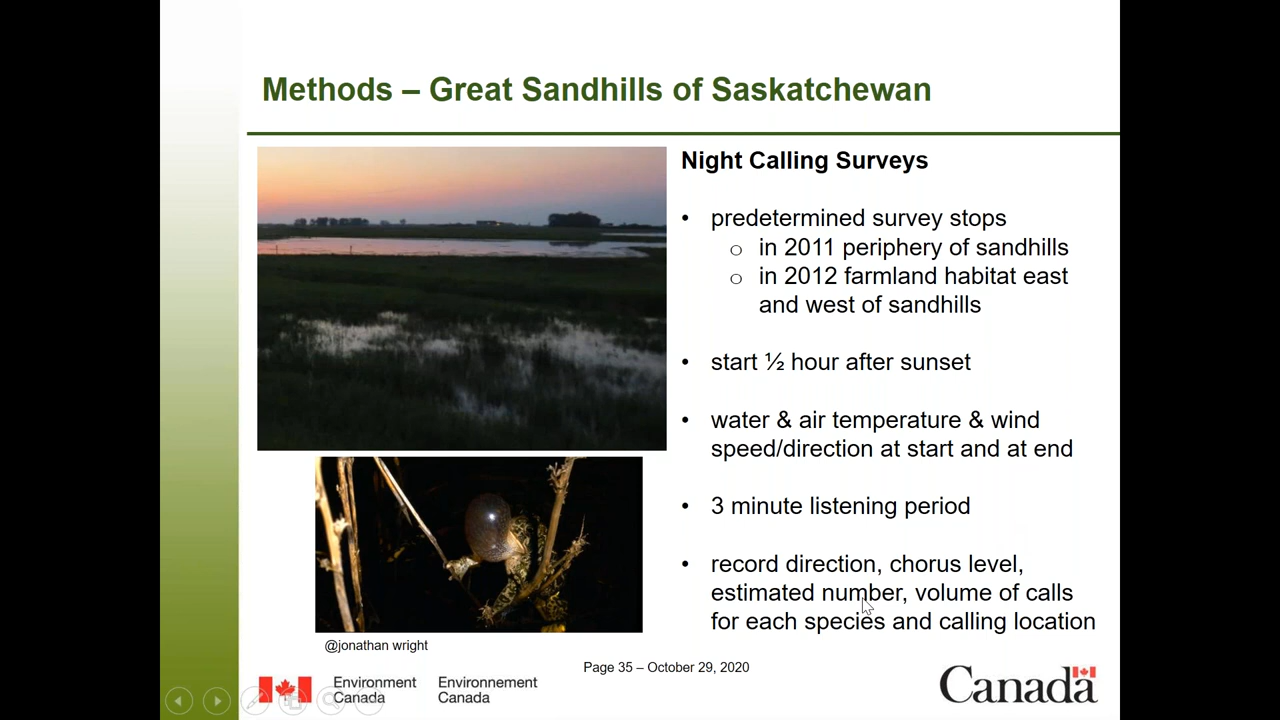 Methods – Great Sandhills of Saskatchewan
Night Calling Surveys
• predetermined survey stops
o in 2011 periphery of sandhills
o in 2012 farmland habitat east
and west of sandhills
• start ½ hour after sunset
• water & air temperature & wind
speed/direction at start and at end
• 3 minute listening period
• record direction, chorus level,
estimated number, volume of calls
for each species and calling location
@jonathan wright
Page 35 – October 29, 2020
Environment
Canada
Environnement
Canada
Canada